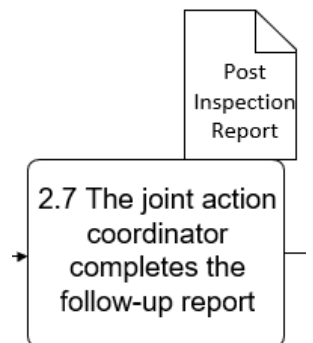 Post
Inspection
Report
2.7 The joint action
coordinator
completes the
follow-up report